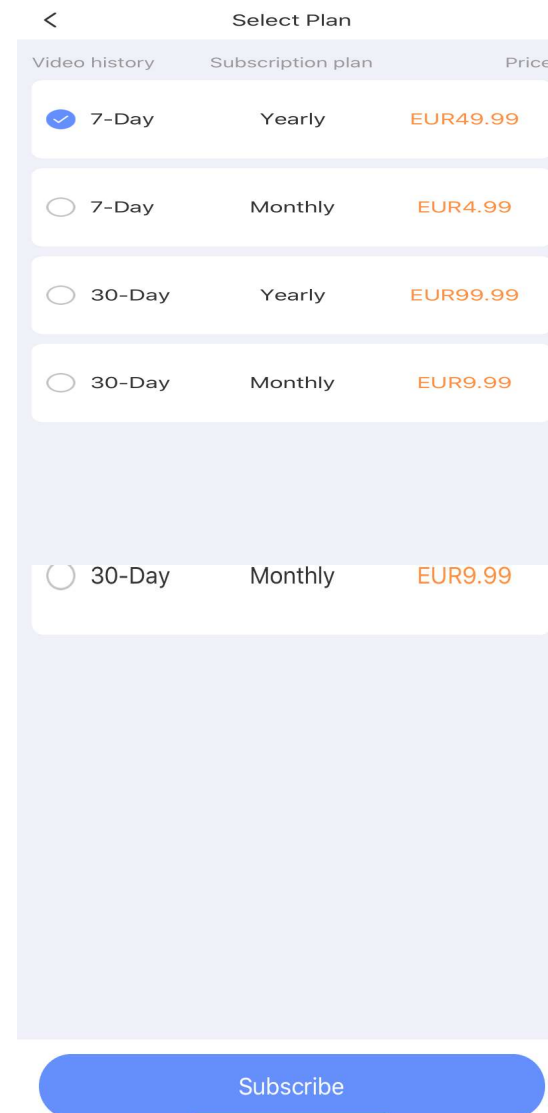 Select Plan
Video history Subscription plan Price
7-Day Yearly EUR49.99
7-Day Monthly EUR4.99
30-Day Yearly EUR99.99
30-Day Monthly EUR9.99
30-Day Monthly EUR9.99
Subscribe